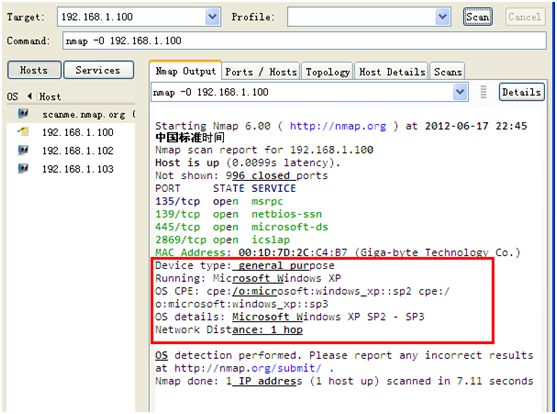 Target: 192.168.1.100 Profile: Scan Cancel
Command: nmap -O 192.168.1.100
Hosts Services Nmap Output Ports / Hosts Topology Host Details Scans
OS Host nmap -O 192.168.1.100 Details
scanme.nmap.org (
192.168.1.100
192.168.1.102
192.168.1.103
Starting Nmap 6.00 ( http://nmap.org ) at 2012-06-17 22:45
中国标准时间
Nmap scan report for 192.168.1.100
Host is up (0.0099s latency).
Not shown: 996 closed ports
PORT STATE SERVICE
135/tcp open msrpc
139/tcp open netbios-ssn
445/tcp open microsoft-ds
2869/tcp open icslap
MAC Address: 00:1D:7D:2C:C4:B7 (Giga-byte Technology Co.)
Device type: general purpose
Running: Microsoft Windows XP
OS CPE: cpe:/o:microsoft:windows_xp::sp2 cpe:/
o:microsoft:windows_xp::sp3
OS details: Microsoft Windows XP SP2 - SP3
Network Distance: 1 hop
OS detection performed. Please report any incorrect results
at http://nmap.org/submit/ .
Nmap done: 1 IP address (1 host up) scanned in 7.11 seconds